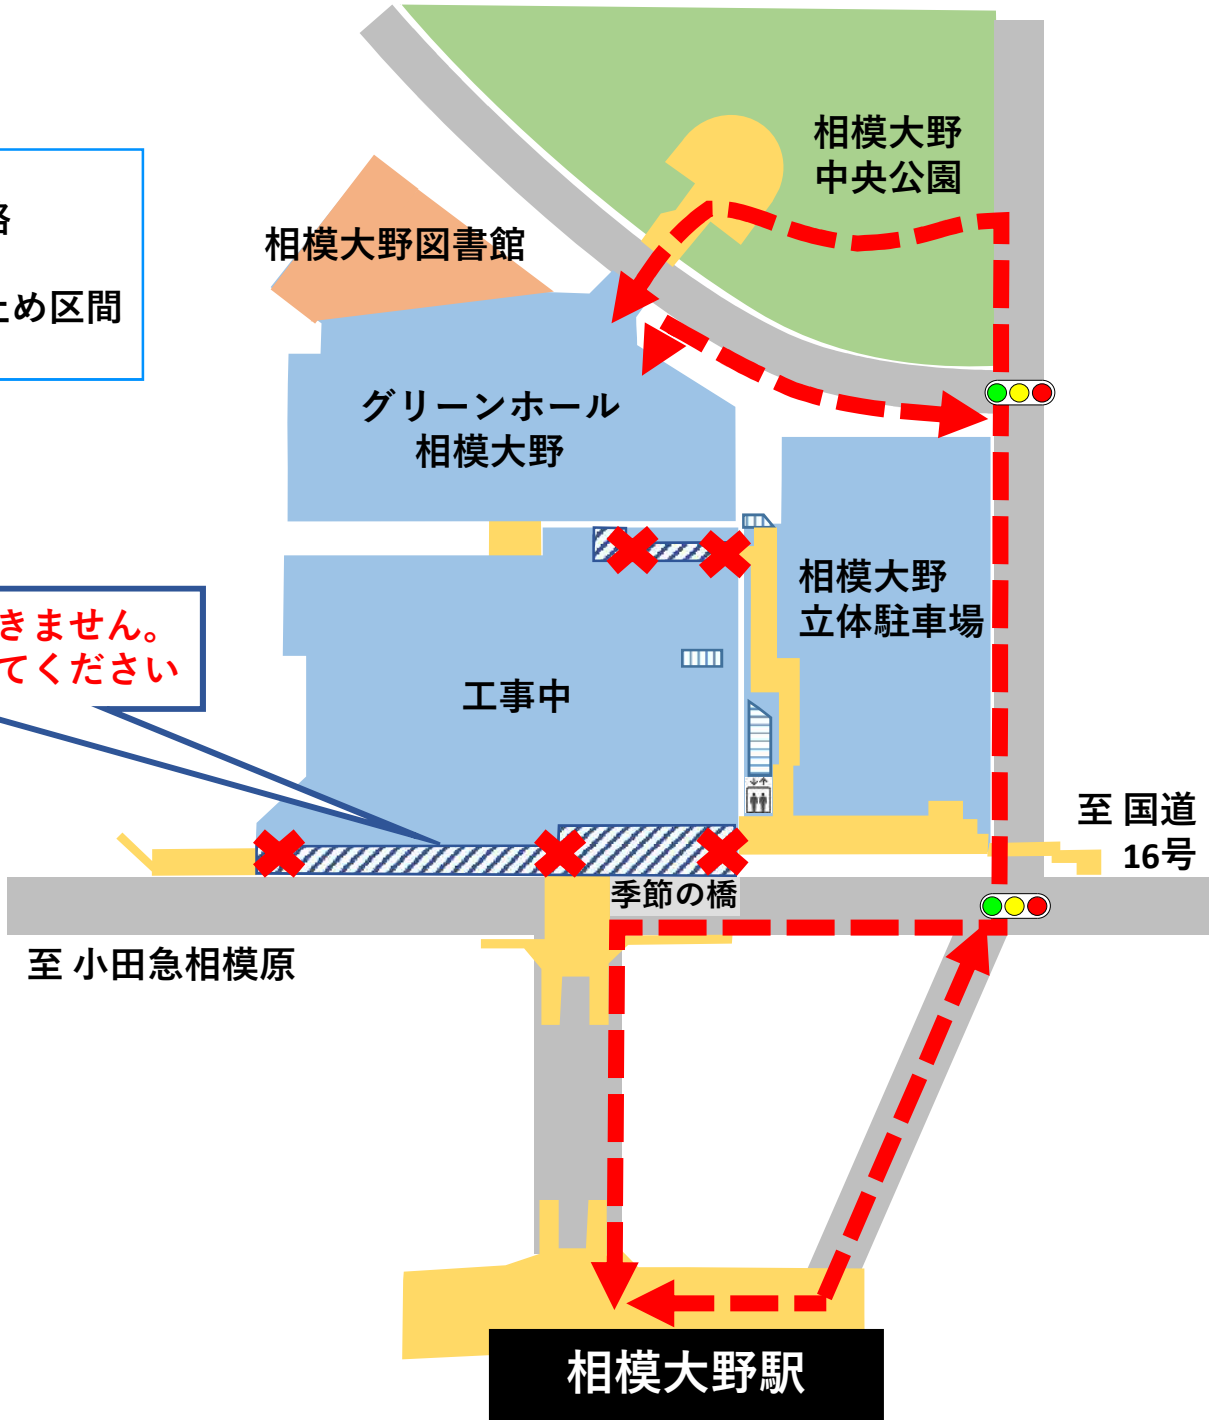 相模大野
中央公園
路
止め区間
相模大野図書館
グリーンホール
相模大野
相模大野
立体駐車場
きません。
てください
工事中
至 国道
16号
季節の橋
至 小田急相模原
相模大野駅